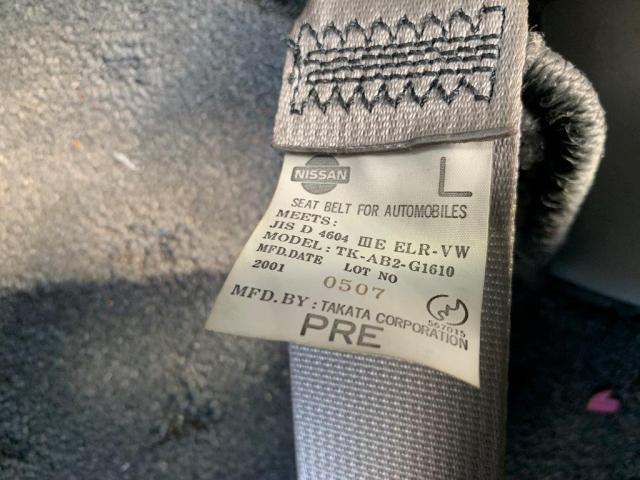 NISSAN
L
SEAT BELT FOR AUTOMOBILES
MEETS:
JIS D 4604 IIIE ELR-VW
MODEL: TK-AB2-G1610
MFD.DATE LOT NO
2001 0507
MFD.BY: TAKATA CORPORATION
567015
PRE